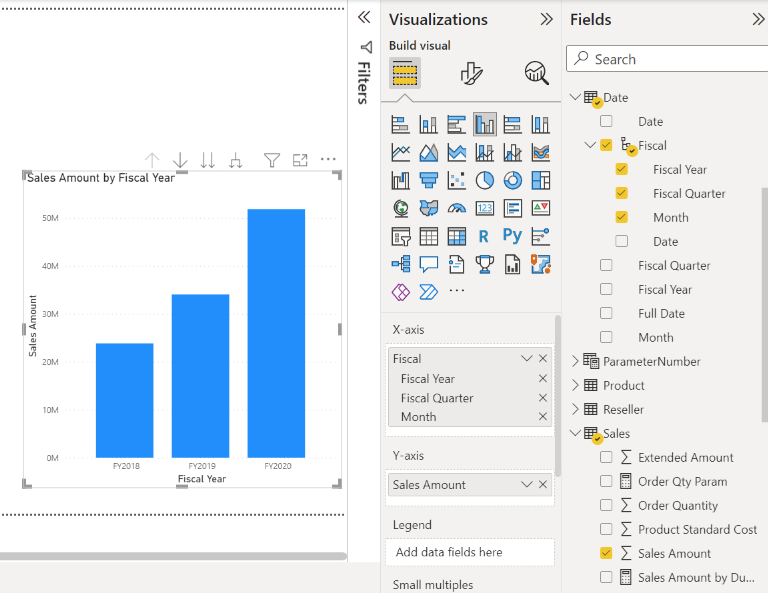 Sales Amount by Fiscal Year
Sales Amount
50M
40M
30M
20M
10M
0M
FY2018
FY2019
FY2020
Fiscal Year
Filters
Visualizations
Build visual
123
R
Py
X-axis
Fiscal
Fiscal Year
Fiscal Quarter
Month
Y-axis
Sales Amount
Legend
Add data fields here
Small multiples
Fields
Search
Date
Date
Fiscal
Fiscal Year
Fiscal Quarter
Month
Date
Fiscal Quarter
Fiscal Year
Full Date
Month
ParameterNumber
Product
Reseller
Sales
Extended Amount
Order Qty Param
Order Quantity
Product Standard Cost
Sales Amount
Sales Amount by Du...